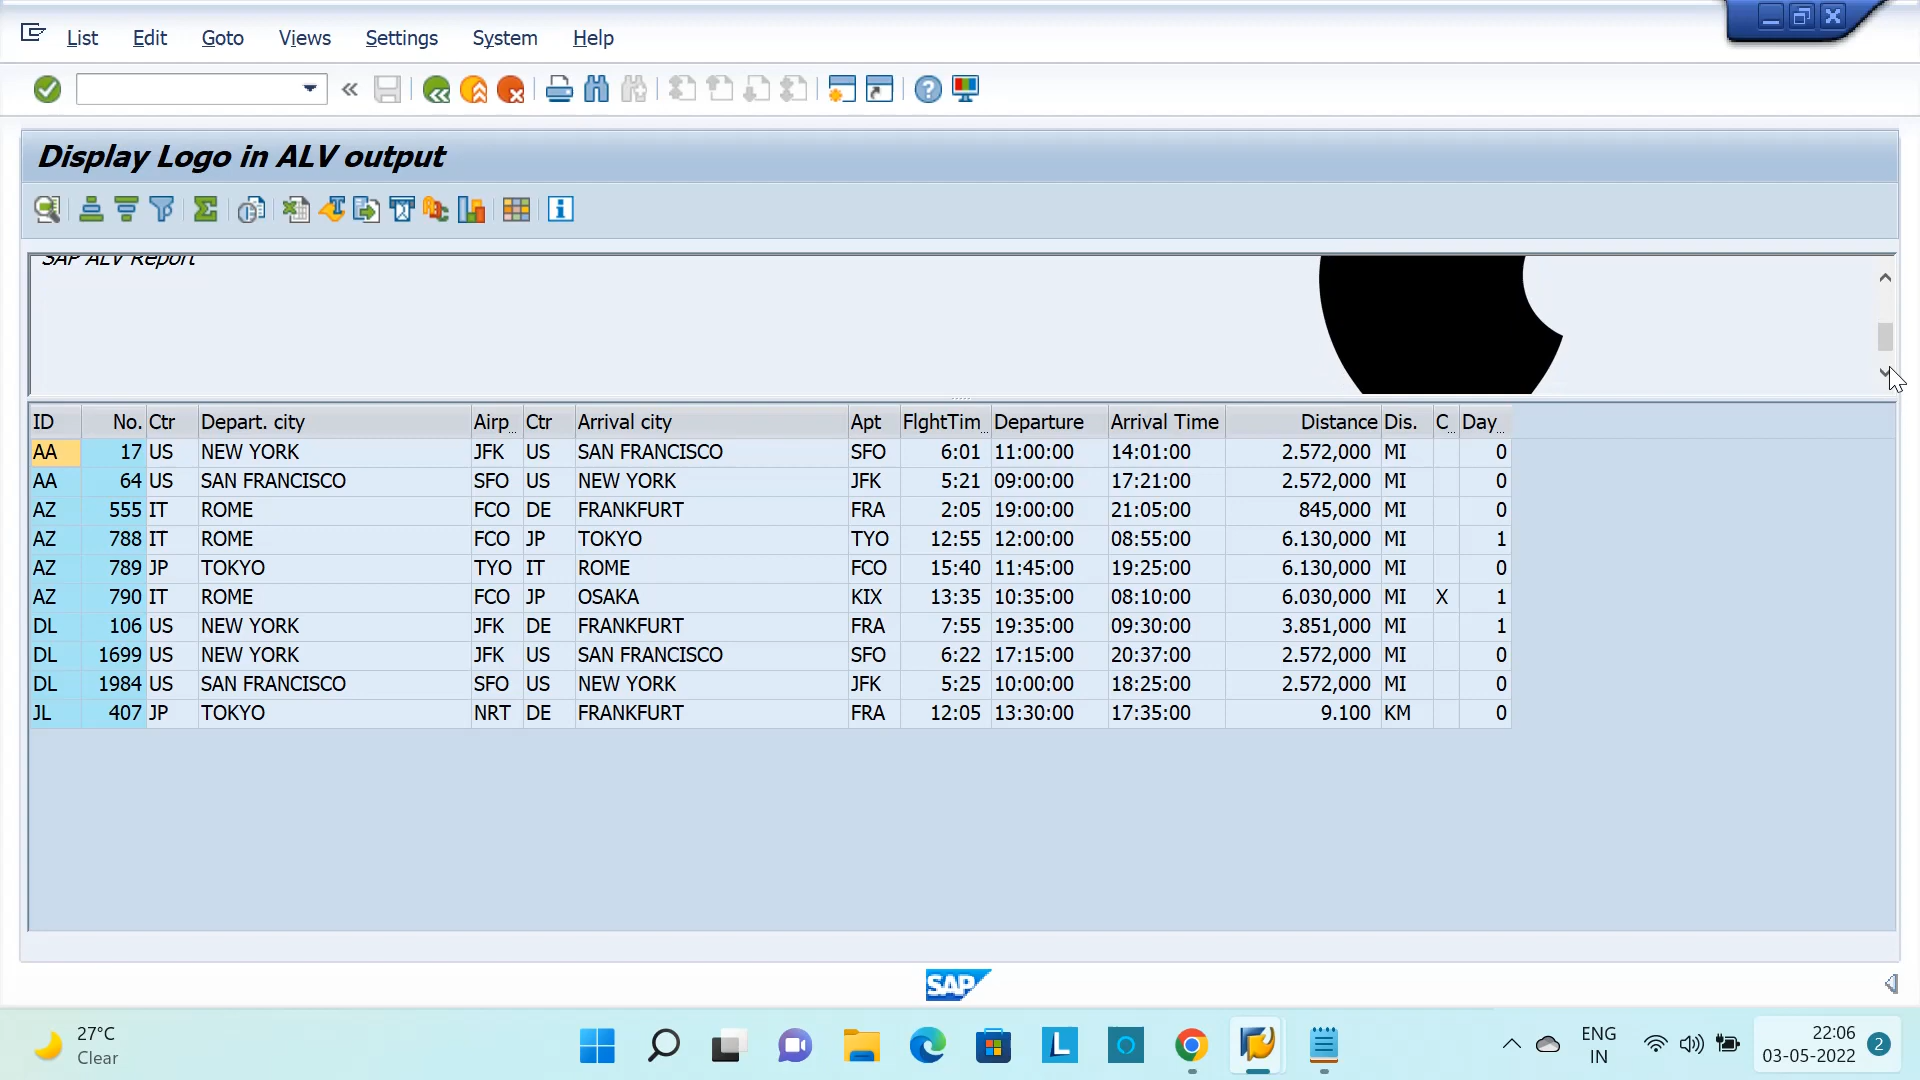 List Edit Goto Views Settings System Help
Display Logo in ALV output
SAP ALV Report
ID No. Ctr Depart. city Airp Ctr Arrival city Apt FlghtTim Departure Arrival Time Distance Dis. C Day
AA 17 US NEW YORK JFK US SAN FRANCISCO SFO 6:01 11:00:00 14:01:00 2.572,000 MI 0
AA 64 US SAN FRANCISCO SFO US NEW YORK JFK 5:21 09:00:00 17:21:00 2.572,000 MI 0
AZ 555 IT ROME FCO DE FRANKFURT FRA 2:05 19:00:00 21:05:00 845,000 MI 0
AZ 788 IT ROME FCO JP TOKYO TYO 12:55 12:00:00 08:55:00 6.130,000 MI 1
AZ 789 JP TOKYO TYO IT ROME FCO 15:40 11:45:00 19:25:00 6.130,000 MI 0
AZ 790 IT ROME FCO JP OSAKA KIX 13:35 10:35:00 08:10:00 6.030,000 MI X 1
DL 106 US NEW YORK JFK DE FRANKFURT FRA 7:55 19:35:00 09:30:00 3.851,000 MI 1
DL 1699 US NEW YORK JFK US SAN FRANCISCO SFO 6:22 17:15:00 20:37:00 2.572,000 MI 0
DL 1984 US SAN FRANCISCO SFO US NEW YORK JFK 5:25 10:00:00 18:25:00 2.572,000 MI 0
JL 407 JP TOKYO NRT DE FRANKFURT FRA 12:05 13:30:00 17:35:00 9.100 KM 0
SAP
27°C
Clear
L
ENG
IN
22:06
03-05-2022
2